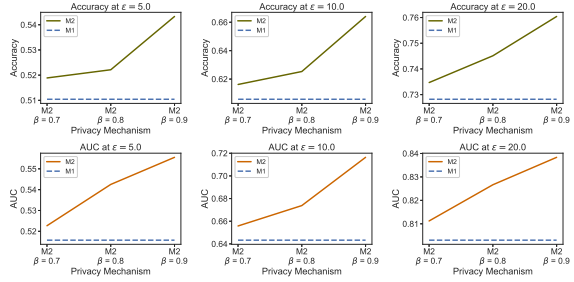 Accuracy at ε = 5.0
Accuracy
0.54
0.53
0.52
0.51
M2
M1
M2
β = 0.7
M2
β = 0.8
M2
β = 0.9
Privacy Mechanism
Accuracy at ε = 10.0
Accuracy
0.66
0.64
0.62
M2
M1
M2
β = 0.7
M2
β = 0.8
M2
β = 0.9
Privacy Mechanism
Accuracy at ε = 20.0
Accuracy
0.76
0.75
0.74
0.73
M2
M1
M2
β = 0.7
M2
β = 0.8
M2
β = 0.9
Privacy Mechanism
AUC at ε = 5.0
AUC
0.55
0.54
0.53
0.52
M2
M1
M2
β = 0.7
M2
β = 0.8
M2
β = 0.9
Privacy Mechanism
AUC at ε = 10.0
AUC
0.72
0.70
0.68
0.66
0.64
M2
M1
M2
β = 0.7
M2
β = 0.8
M2
β = 0.9
Privacy Mechanism
AUC at ε = 20.0
AUC
0.84
0.83
0.82
0.81
M2
M1
M2
β = 0.7
M2
β = 0.8
M2
β = 0.9
Privacy Mechanism